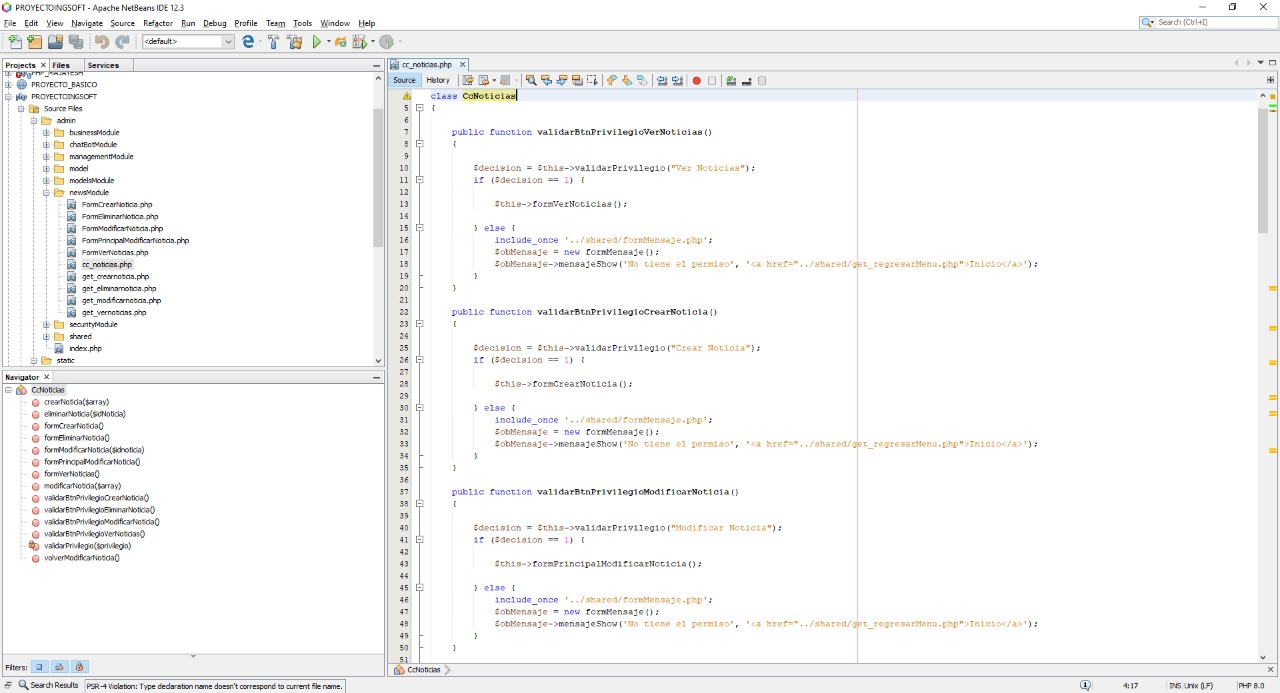 PROYECTOINGSOFT - Apache NetBeans IDE 12.3
File Edit View Navigate Source Refactor Run Debug Profile Team Tools Window Help
Search (Ctrl+I)
<default>
Projects Files Services
PHP_MAJATESH
PROYECTO_BASICO
PROYECTOINGSOFT
Source Files
admin
businessModule
chatBotModule
managementModule
model
modelsModule
newsModule
FormCrearNoticia.php
FormEliminarNoticia.php
FormModificarNoticia.php
FormPrincipalModificarNoticia.php
FormVerNoticias.php
cc_noticias.php
get_crearnoticia.php
get_eliminarnoticia.php
get_modificarnoticia.php
get_vernoticias.php
securityModule
shared
index.php
static
Navigator
CcNoticias
crearNoticia($array)
eliminarNoticia($idNoticia)
formCrearNoticia()
formEliminarNoticia()
formModificarNoticia($idnoticia)
formPrincipalModificarNoticia()
formVerNoticias()
modificarNoticia($array)
validarBtnPrivilegioCrearNoticia()
validarBtnPrivilegioEliminarNoticia()
validarBtnPrivilegioModificarNoticia()
validarBtnPrivilegioVerNoticias()
validarPrivilegio($privilegio)
volverModificarNoticia()
Filters:
cc_noticias.php
Source History
class CcNoticias
5 {
6
7 public function validarBtnPrivilegioVerNoticias()
8 {
9
10 $decision = $this->validarPrivilegio("Ver Noticias");
11 if ($decision == 1) {
12
13 $this->formVerNoticias();
14
15 } else {
16 include_once '../shared/formMensaje.php';
17 $obMensaje = new formMensaje();
18 $obMensaje->mensajeShow('No tiene el permiso', '<a href="../shared/get_regresarMenu.php">Inicio</a>');
19 }
20 }
21
22 public function validarBtnPrivilegioCrearNoticia()
23 {
24
25 $decision = $this->validarPrivilegio("Crear Noticia");
26 if ($decision == 1) {
27
28 $this->formCrearNoticia();
29
30 } else {
31 include_once '../shared/formMensaje.php';
32 $obMensaje = new formMensaje();
33 $obMensaje->mensajeShow('No tiene el permiso', '<a href="../shared/get_regresarMenu.php">Inicio</a>');
34 }
35 }
36
37 public function validarBtnPrivilegioModificarNoticia()
38 {
39
40 $decision = $this->validarPrivilegio("Modificar Noticia");
41 if ($decision == 1) {
42
43 $this->formPrincipalModificarNoticia();
44
45 } else {
46 include_once '../shared/formMensaje.php';
47 $obMensaje = new formMensaje();
48 $obMensaje->mensajeShow('No tiene el permiso', '<a href="../shared/get_regresarMenu.php">Inicio</a>');
49 }
50 }
51
CcNoticias
Search Results PSR-4 Violation: Type declaration name doesn't correspond to current file name. 4:17 INS Unix (LF) PHP 8.0